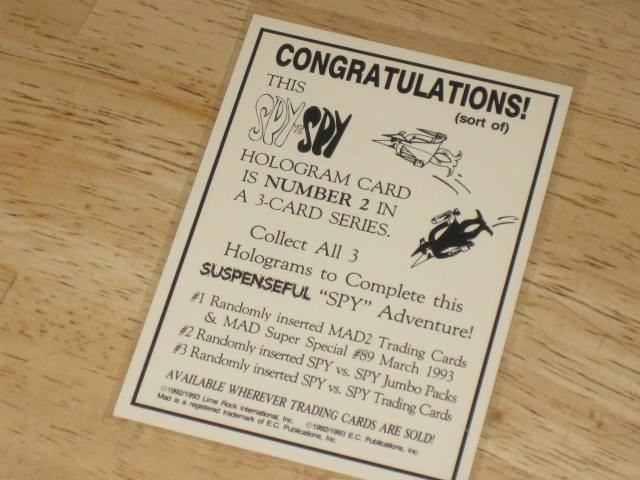 CONGRATULATIONS!
(sort of)
THIS
SPY vs SPY
HOLOGRAM CARD
IS NUMBER 2 IN
A 3-CARD SERIES.
Collect All 3
Holograms to Complete this
SUSPENSEFUL "SPY" Adventure!
#1 Randomly inserted MAD2 Trading Cards
& MAD Super Special #89 March 1993
#2 Randomly inserted SPY vs. SPY Jumbo Packs
#3 Randomly inserted SPY vs. SPY Trading Cards
AVAILABLE WHEREVER TRADING CARDS ARE SOLD!
©1992/1993 Lime Rock International, Inc. ©1992/1993 E.C. Publications, Inc.
Mad is a registered trademark of E.C. Publications, Inc.